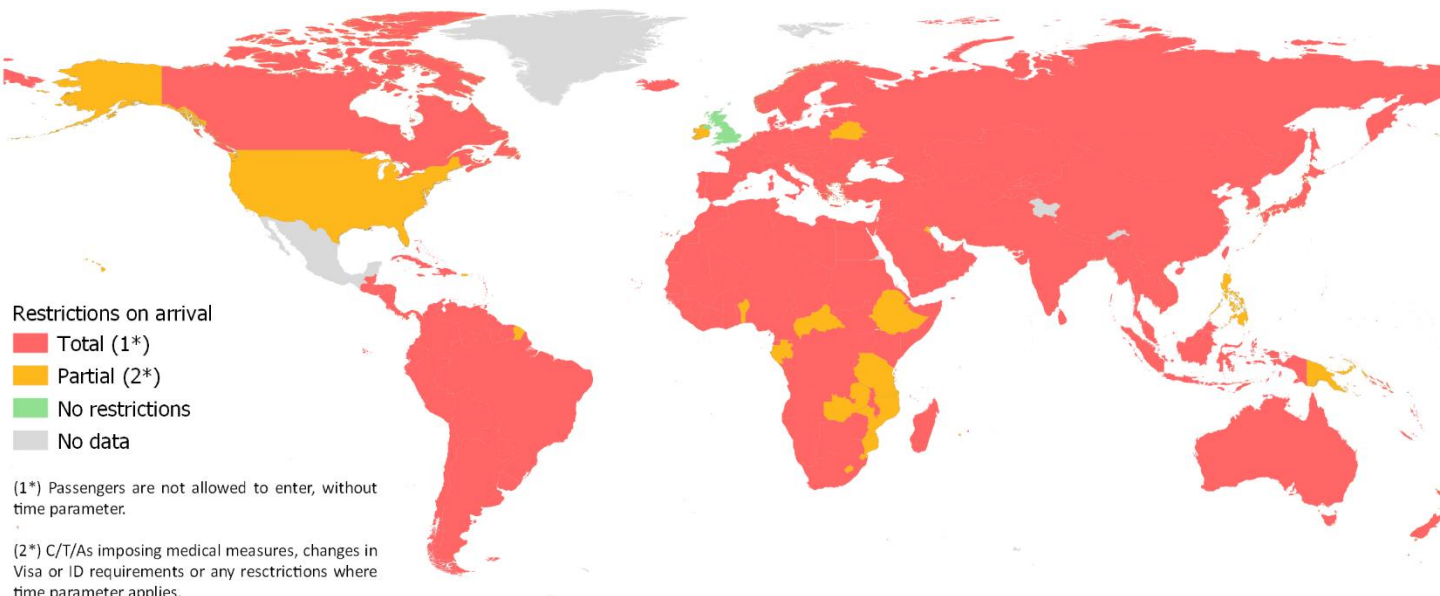 Restrictions on arrival
Total (1*)
Partial (2*)
No restrictions
No data
(1*) Passengers are not allowed to enter, without
time parameter.
(2*) C/T/As imposing medical measures, changes in
Visa or ID requirements or any resctrictions where
time parameter applies.